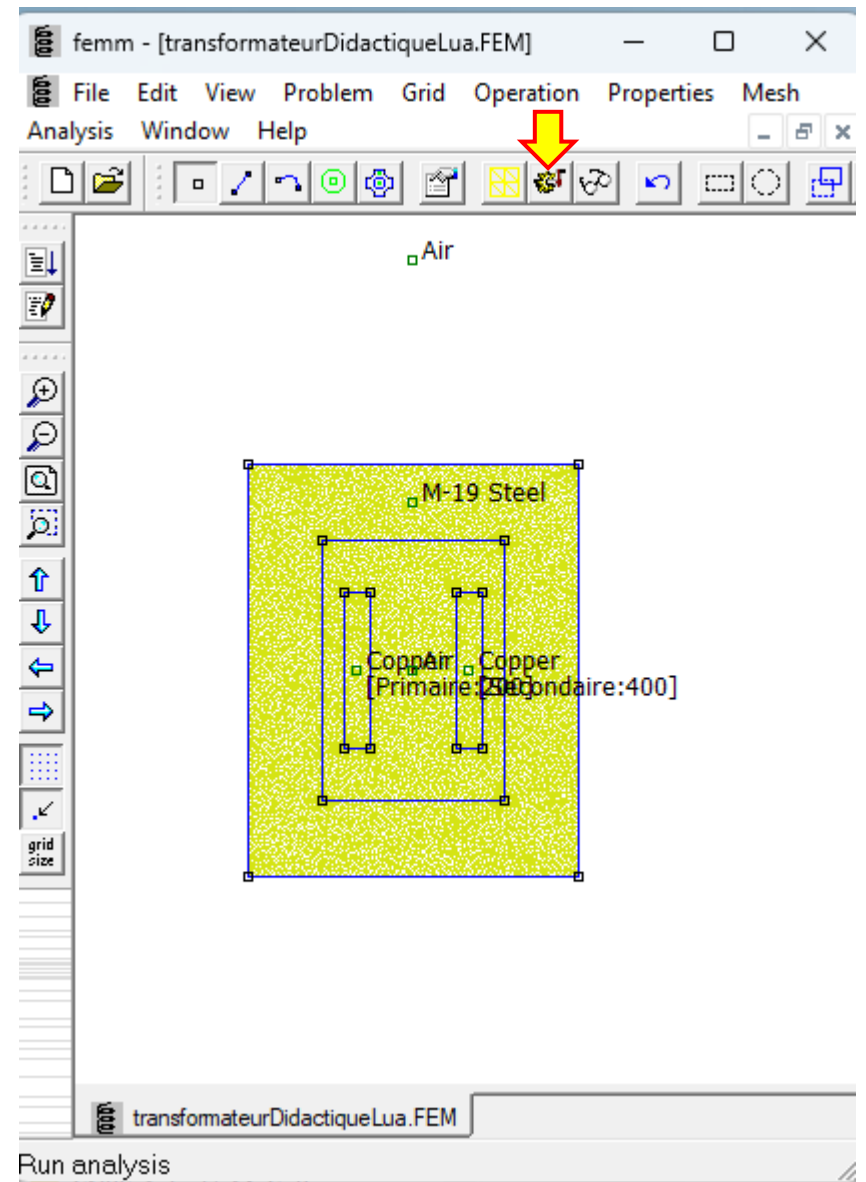 femm - [transformateurDidactiqueLua.FEM]
File Edit View Problem Grid Operation Properties Mesh
Analysis Window Help
Air
M-19 Steel
Copper Air Copper
[Primaire:200] [Secondaire:400]
grid
size
transformateurDidactiqueLua.FEM
Run analysis